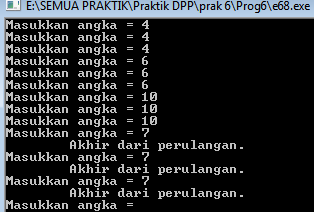 E:\SEMUA PRAKTIK\Praktik DPP\prak 6\Prog6\e68.exe
Masukkan angka = 4
Masukkan angka = 4
Masukkan angka = 4
Masukkan angka = 6
Masukkan angka = 6
Masukkan angka = 6
Masukkan angka = 10
Masukkan angka = 10
Masukkan angka = 10
Masukkan angka = 7
Akhir dari perulangan.
Masukkan angka = 7
Akhir dari perulangan.
Masukkan angka = 7
Akhir dari perulangan.
Masukkan angka =